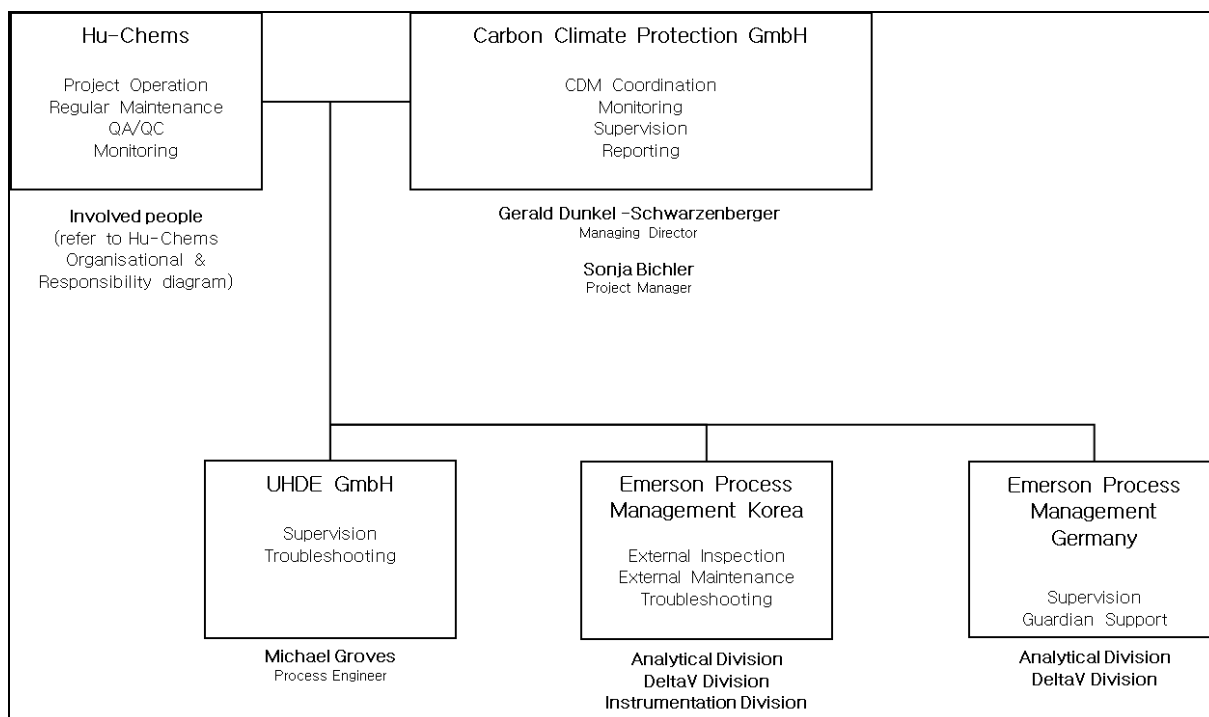 Hu-Chems
Project Operation
Regular Maintenance
QA/QC
Monitoring
Involved people
(refer to Hu-Chems
Organisational &
Responsibility diagram)
Carbon Climate Protection GmbH
CDM Coordination
Monitoring
Supervision
Reporting
Gerald Dunkel -Schwarzenberger
Managing Director
Sonja Bichler
Project Manager
UHDE GmbH
Supervision
Troubleshooting
Michael Groves
Process Engineer
Emerson Process
Management Korea
External Inspection
External Maintenance
Troubleshooting
Analytical Division
DeltaV Division
Instrumentation Division
Emerson Process
Management
Germany
Supervision
Guardian Support
Analytical Division
DeltaV Division